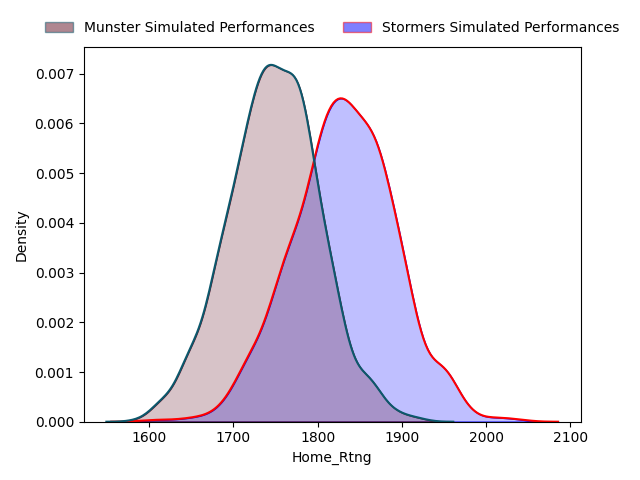 Munster Simulated Performances Stormers Simulated Performances
0.007
0.006
0.005
0.004
0.003
0.002
0.001
0.000
Density
1600 1700 1800 1900 2000 2100
Home_Rtng